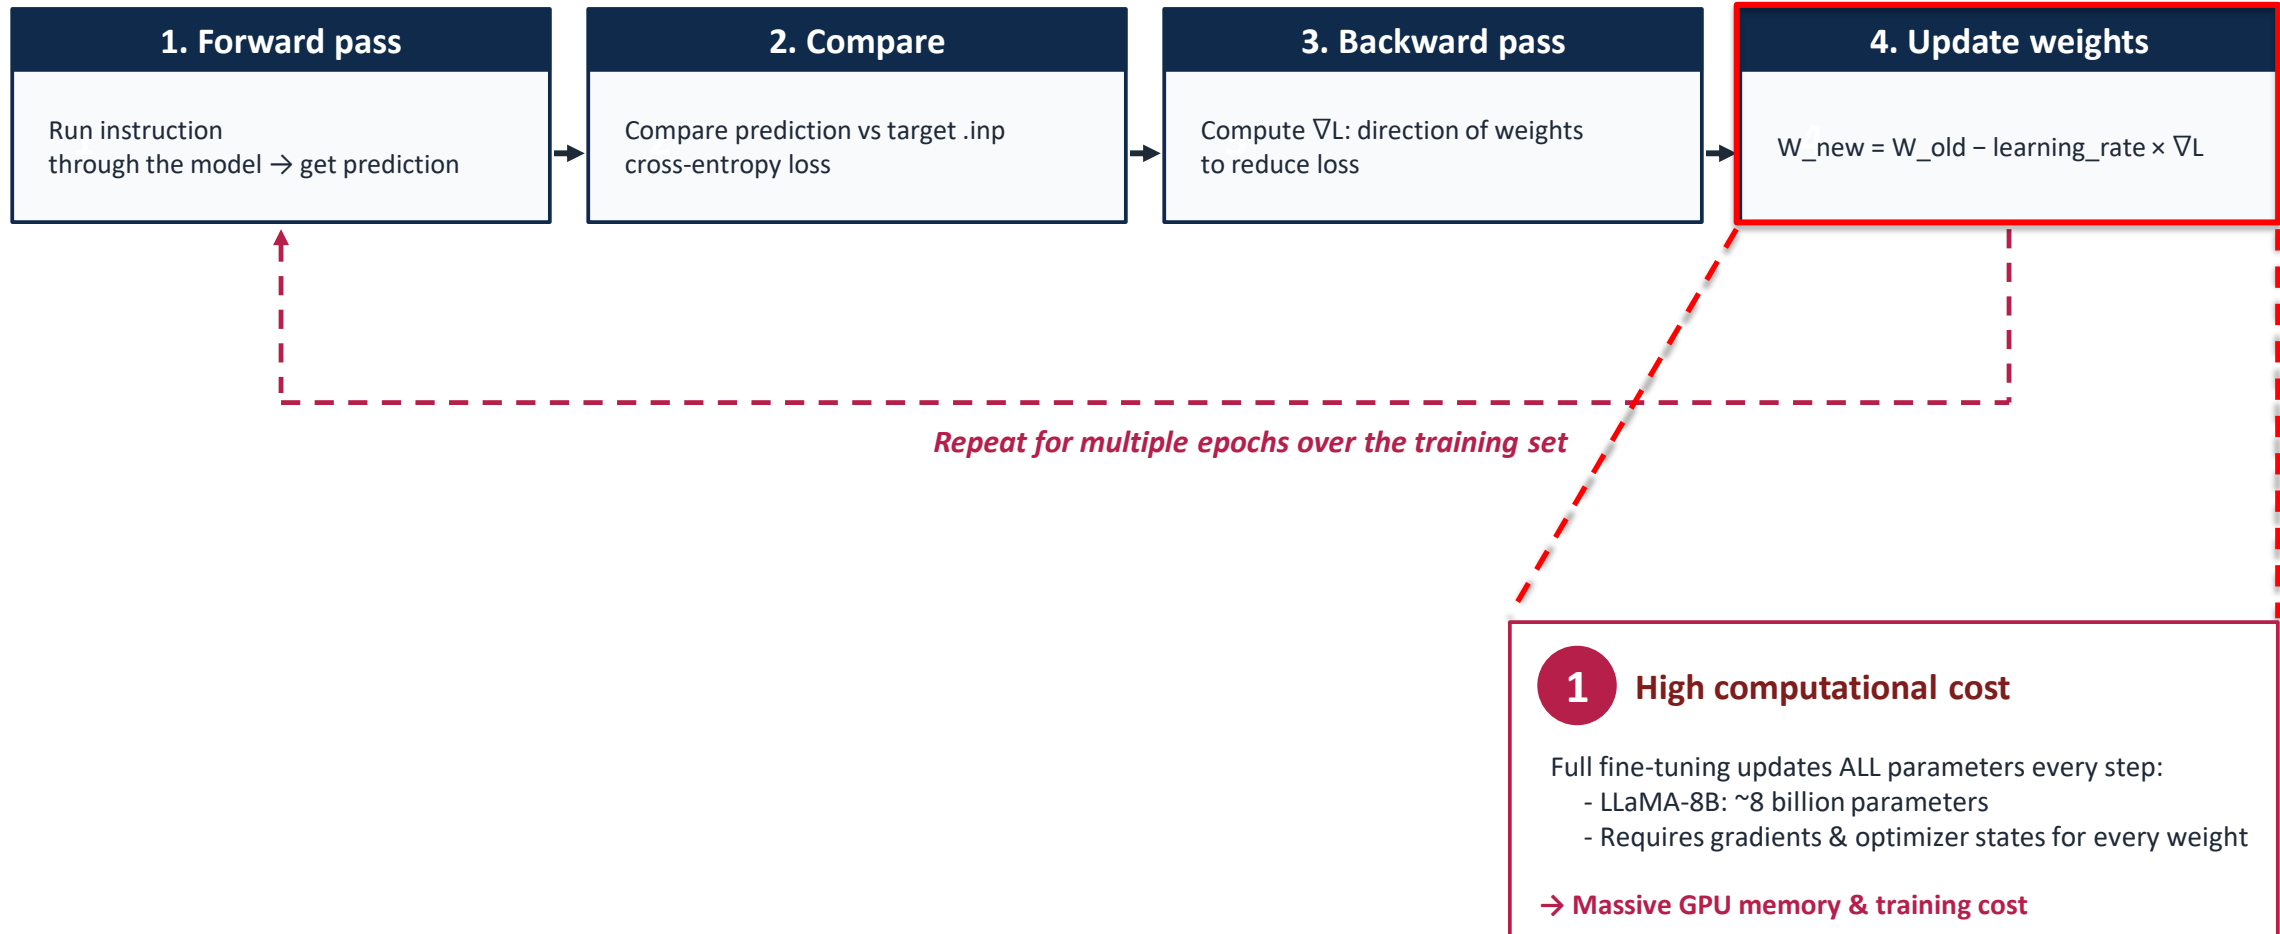 1. Forward pass
Run instruction
through the model → get prediction
2. Compare
Compare prediction vs target .inp
cross-entropy loss
3. Backward pass
Compute ∇L: direction of weights
to reduce loss
4. Update weights
W_new = W_old – learning_rate × ∇L
Repeat for multiple epochs over the training set
1
High computational cost
Full fine-tuning updates ALL parameters every step:
- LLaMA-8B: ~8 billion parameters
- Requires gradients & optimizer states for every weight
→ Massive GPU memory & training cost